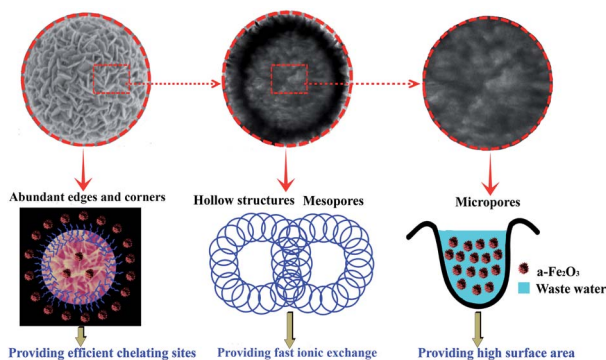 Abundant edges and corners
Hollow structures Mesopores
Micropores
a-Fe₂O₃
Waste water
Providing efficient chelating sites
Providing fast ionic exchange
Providing high surface area